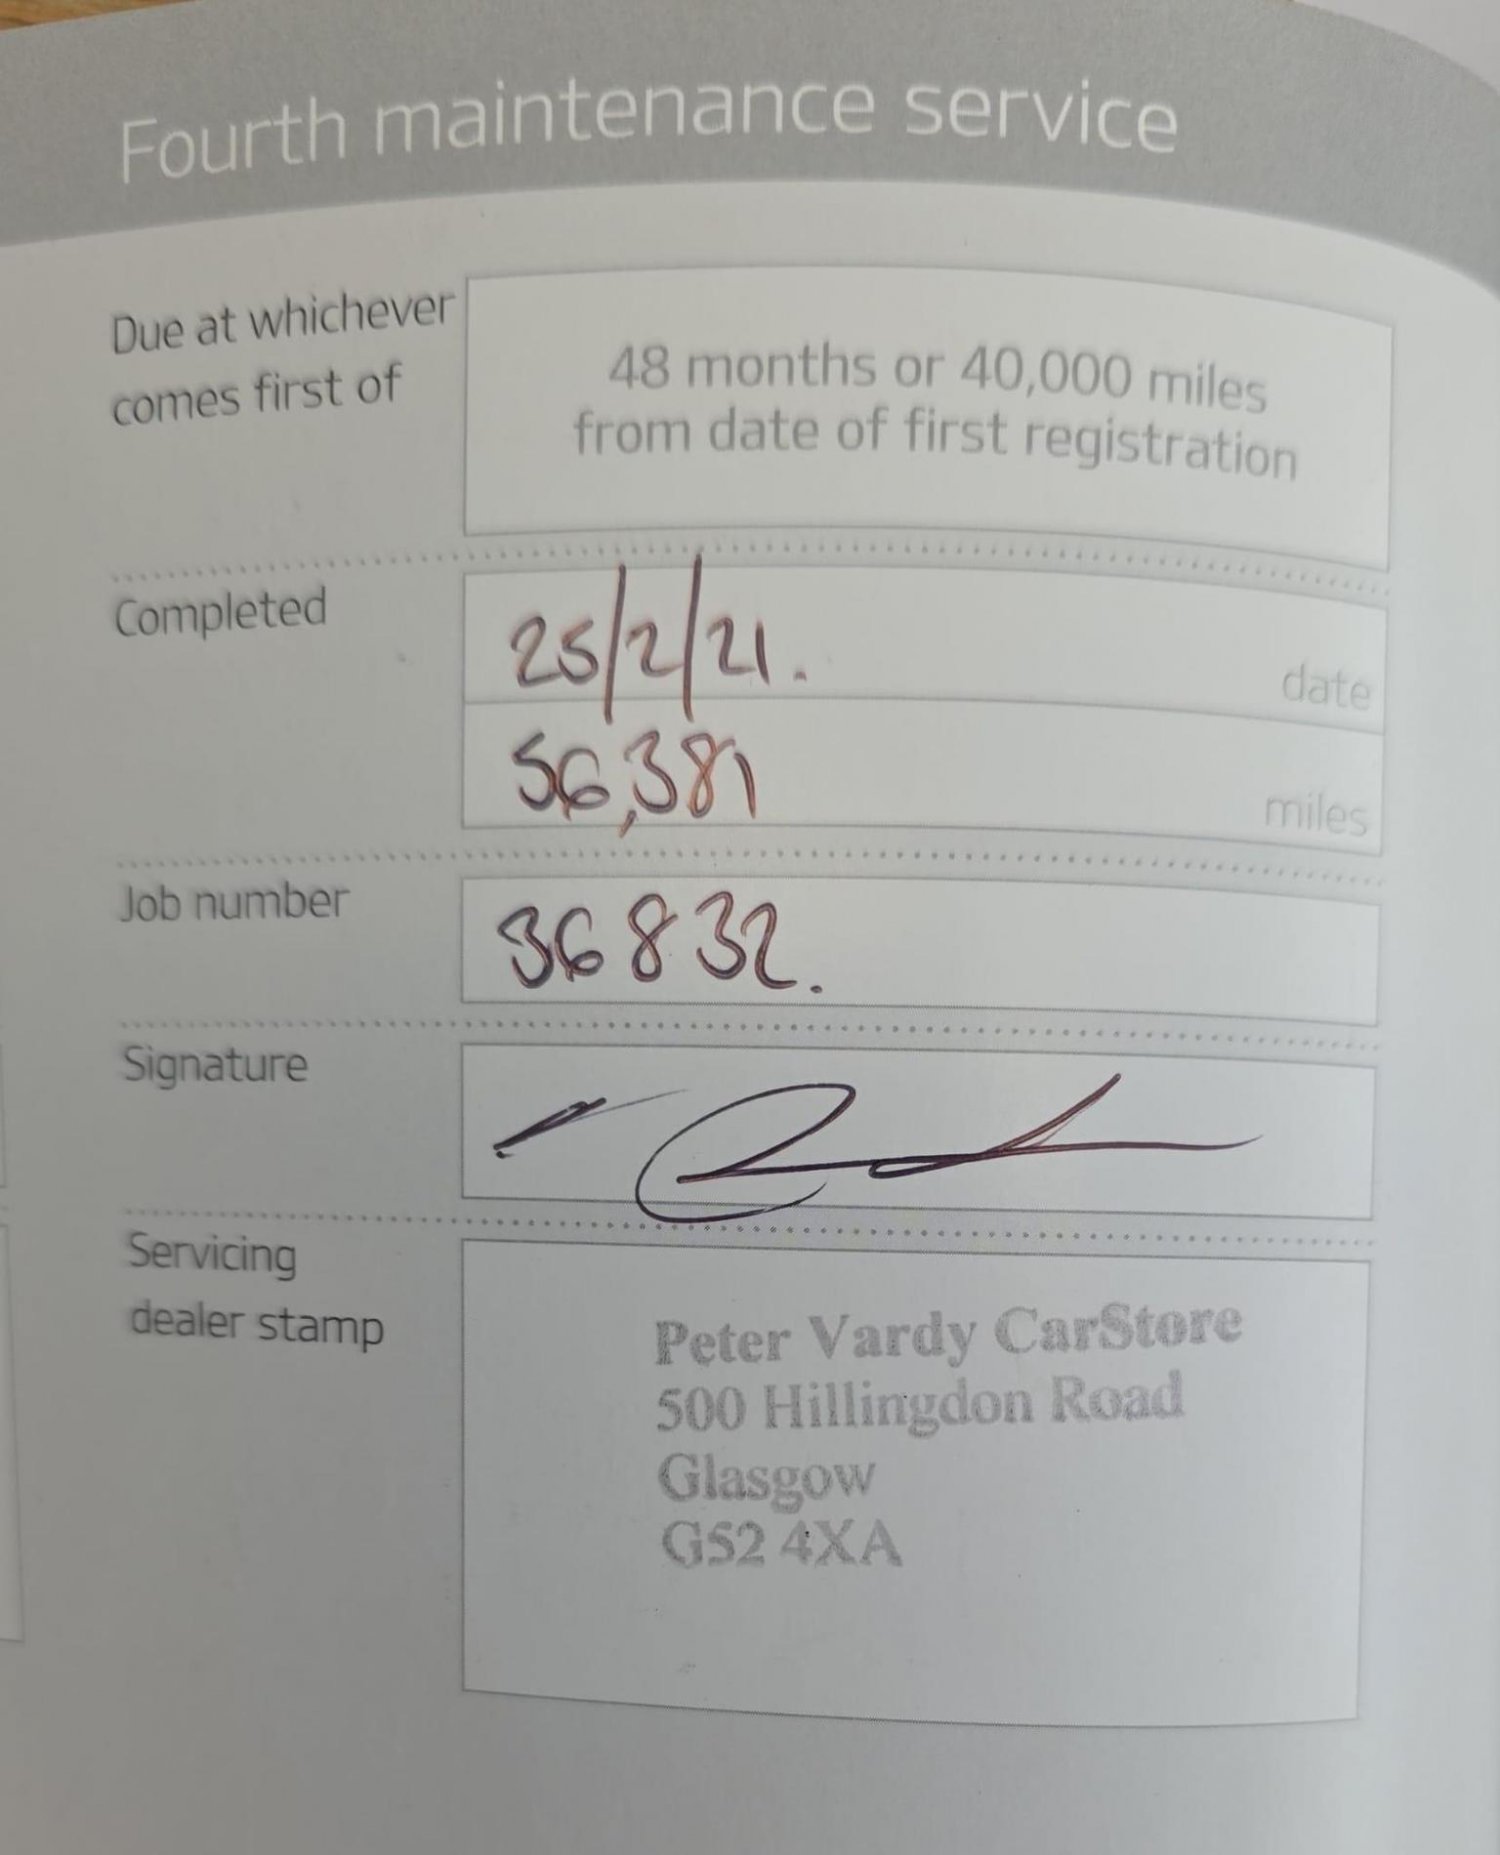 Fourth maintenance service
Due at whichever
comes first of
48 months or 40,000 miles
from date of first registration
Completed
25/2/21.
date
56,381
miles
Job number
36832.
Signature
Servicing
dealer stamp
Peter Vardy CarStore
500 Hillingdon Road
Glasgow
G52 4XA